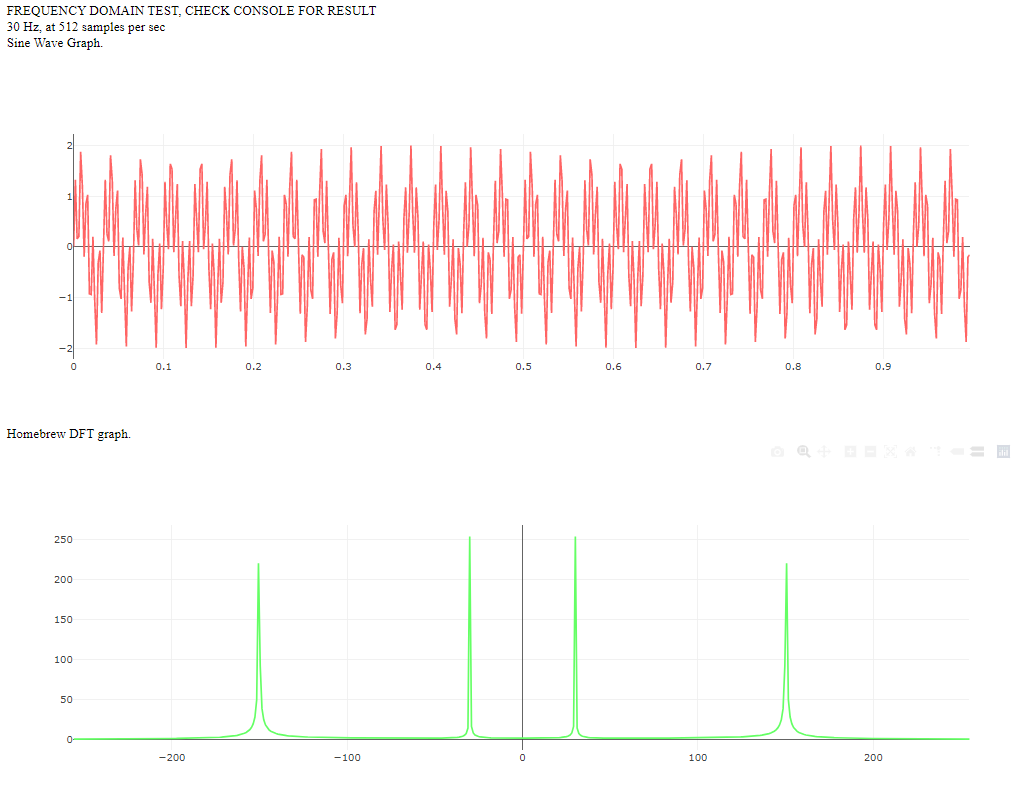 FREQUENCY DOMAIN TEST, CHECK CONSOLE FOR RESULT
30 Hz, at 512 samples per sec
Sine Wave Graph.
2
1
0
−1
−2
0 0.1 0.2 0.3 0.4 0.5 0.6 0.7 0.8 0.9
Homebrew DFT graph.
250
200
150
100
50
0
−200 −100 0 100 200